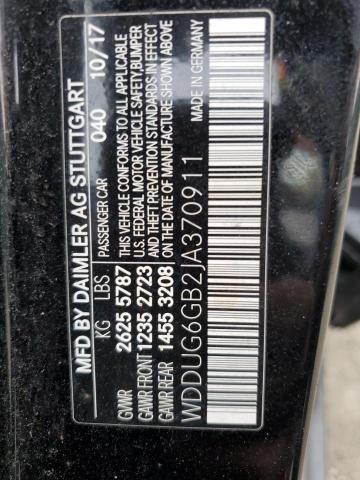 MFD BY DAIMLER AG STUTTGART
PASSENGER CAR 040 10/17
KG LBS
GVWR 2625 5787
GAWR FRONT 1235 2723
GAWR REAR 1455 3208
THIS VEHICLE CONFORMS TO ALL APPLICABLE
U.S. FEDERAL MOTOR VEHICLE SAFETY, BUMPER
AND THEFT PREVENTION STANDARDS IN EFFECT
ON THE DATE OF MANUFACTURE SHOWN ABOVE
MADE IN GERMANY
WDDUG6GB2JA370911